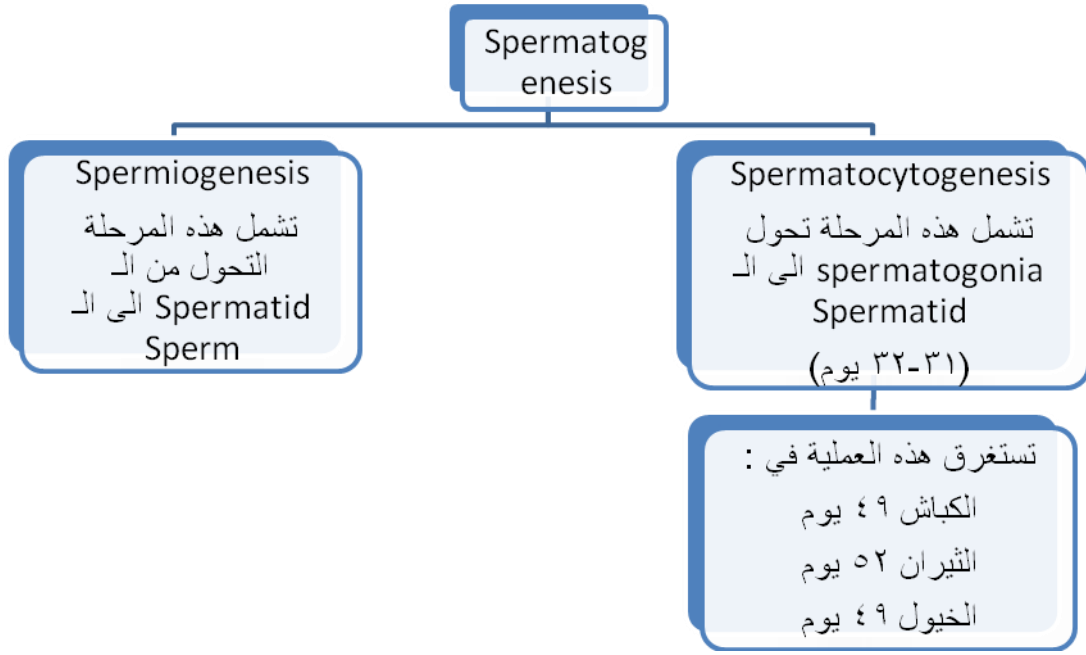 Spermatog
enesis
Spermiogenesis
تشمل هذه المرحلة
التحول من الـ
Spermatid الى الـ
Sperm
Spermatocytogenesis
تشمل هذه المرحلة تحول
spermatogonia الى الـ
Spermatid
(٣١-٣٢ يوم)
تستغرق هذه العملية في :
الكباش ٤٩ يوم
الثيران ٥٢ يوم
الخيول ٤٩ يوم